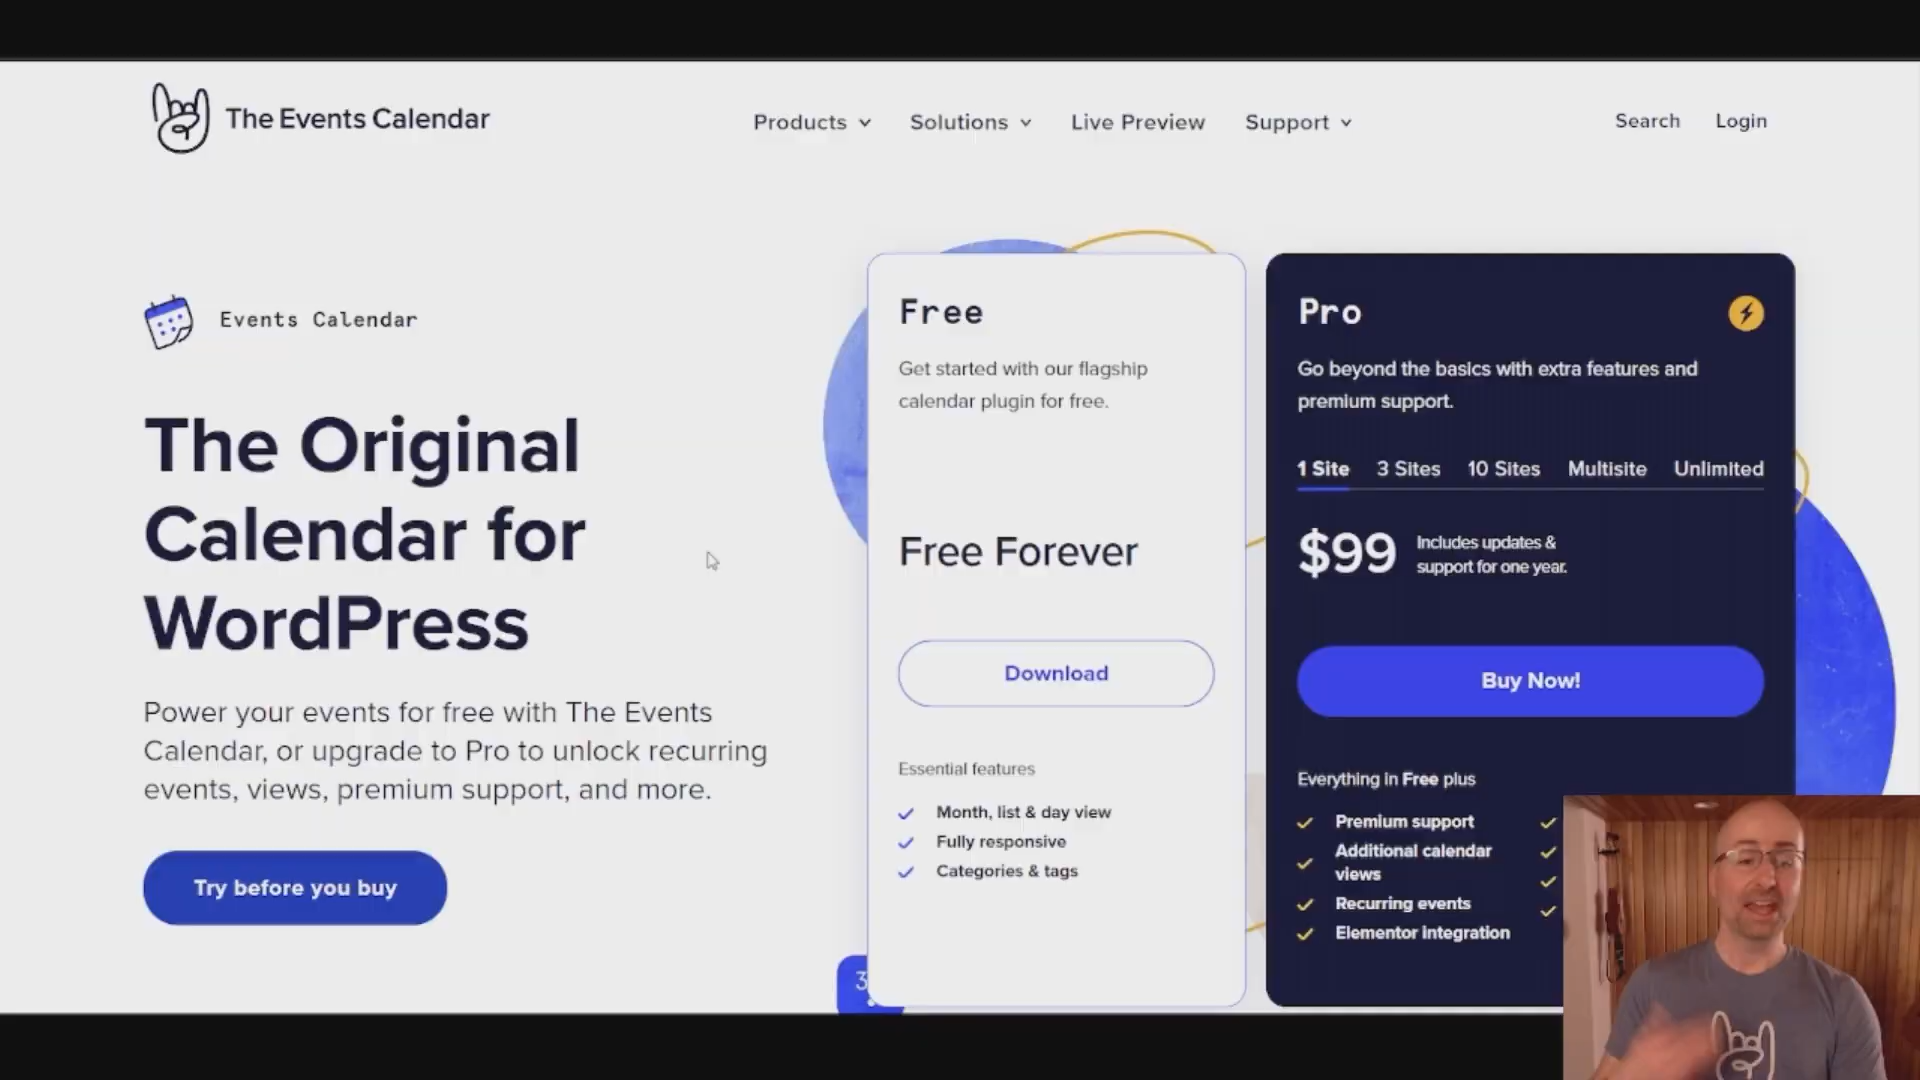 The Events Calendar
Products
Solutions
Live Preview
Support
Search
Login
Events Calendar
The Original
Calendar for
WordPress
Power your events for free with The Events
Calendar, or upgrade to Pro to unlock recurring
events, views, premium support, and more.
Try before you buy
Free
Get started with our flagship
calendar plugin for free.
Free Forever
Download
Essential features
Month, list & day view
Fully responsive
Categories & tags
3
Pro
Go beyond the basics with extra features and
premium support.
1 Site
3 Sites
10 Sites
Multisite
Unlimited
$99
Includes updates &
support for one year.
Buy Now!
Everything in Free plus
Premium support
Additional calendar
views
Recurring events
Elementor integration